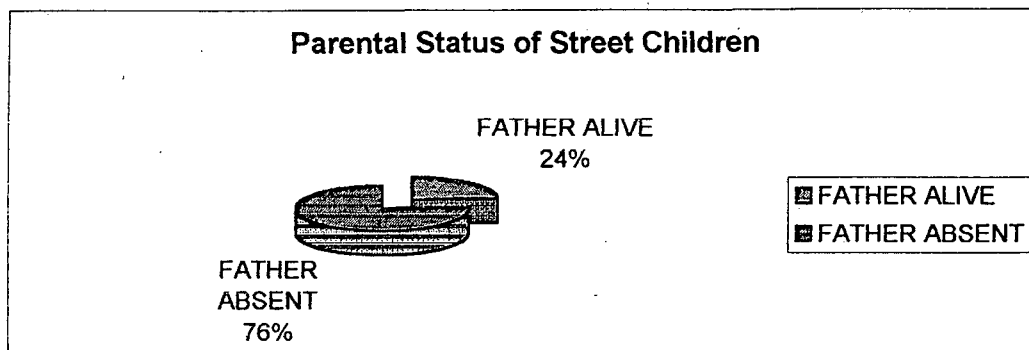 Parental Status of Street Children
FATHER ALIVE
24%
FATHER ALIVE
FATHER ABSENT
FATHER
ABSENT
76%